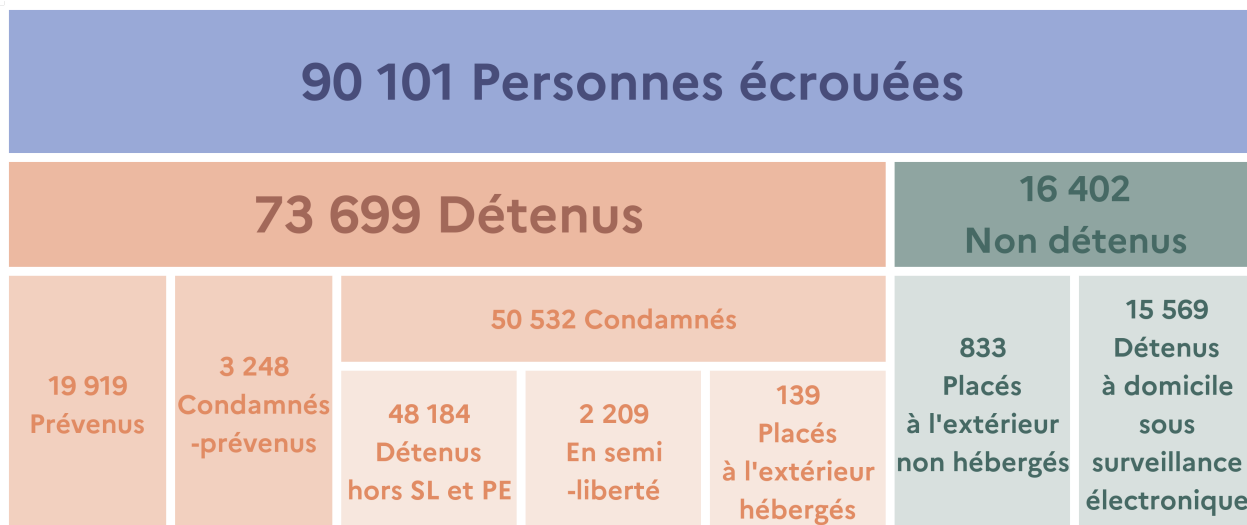 90 101 Personnes écrouées
73 699 Détenus
16 402
Non détenus
19 919
Prévenus
3 248
Condamnés
-prévenus
50 532 Condamnés
48 184
Détenus
hors SL et PE
2 209
En semi
-liberté
139
Placés
à l'extérieur
hébergés
833
Placés
à l'extérieur
non hébergés
15 569
Détenus
à domicile
sous
surveillance
électronique